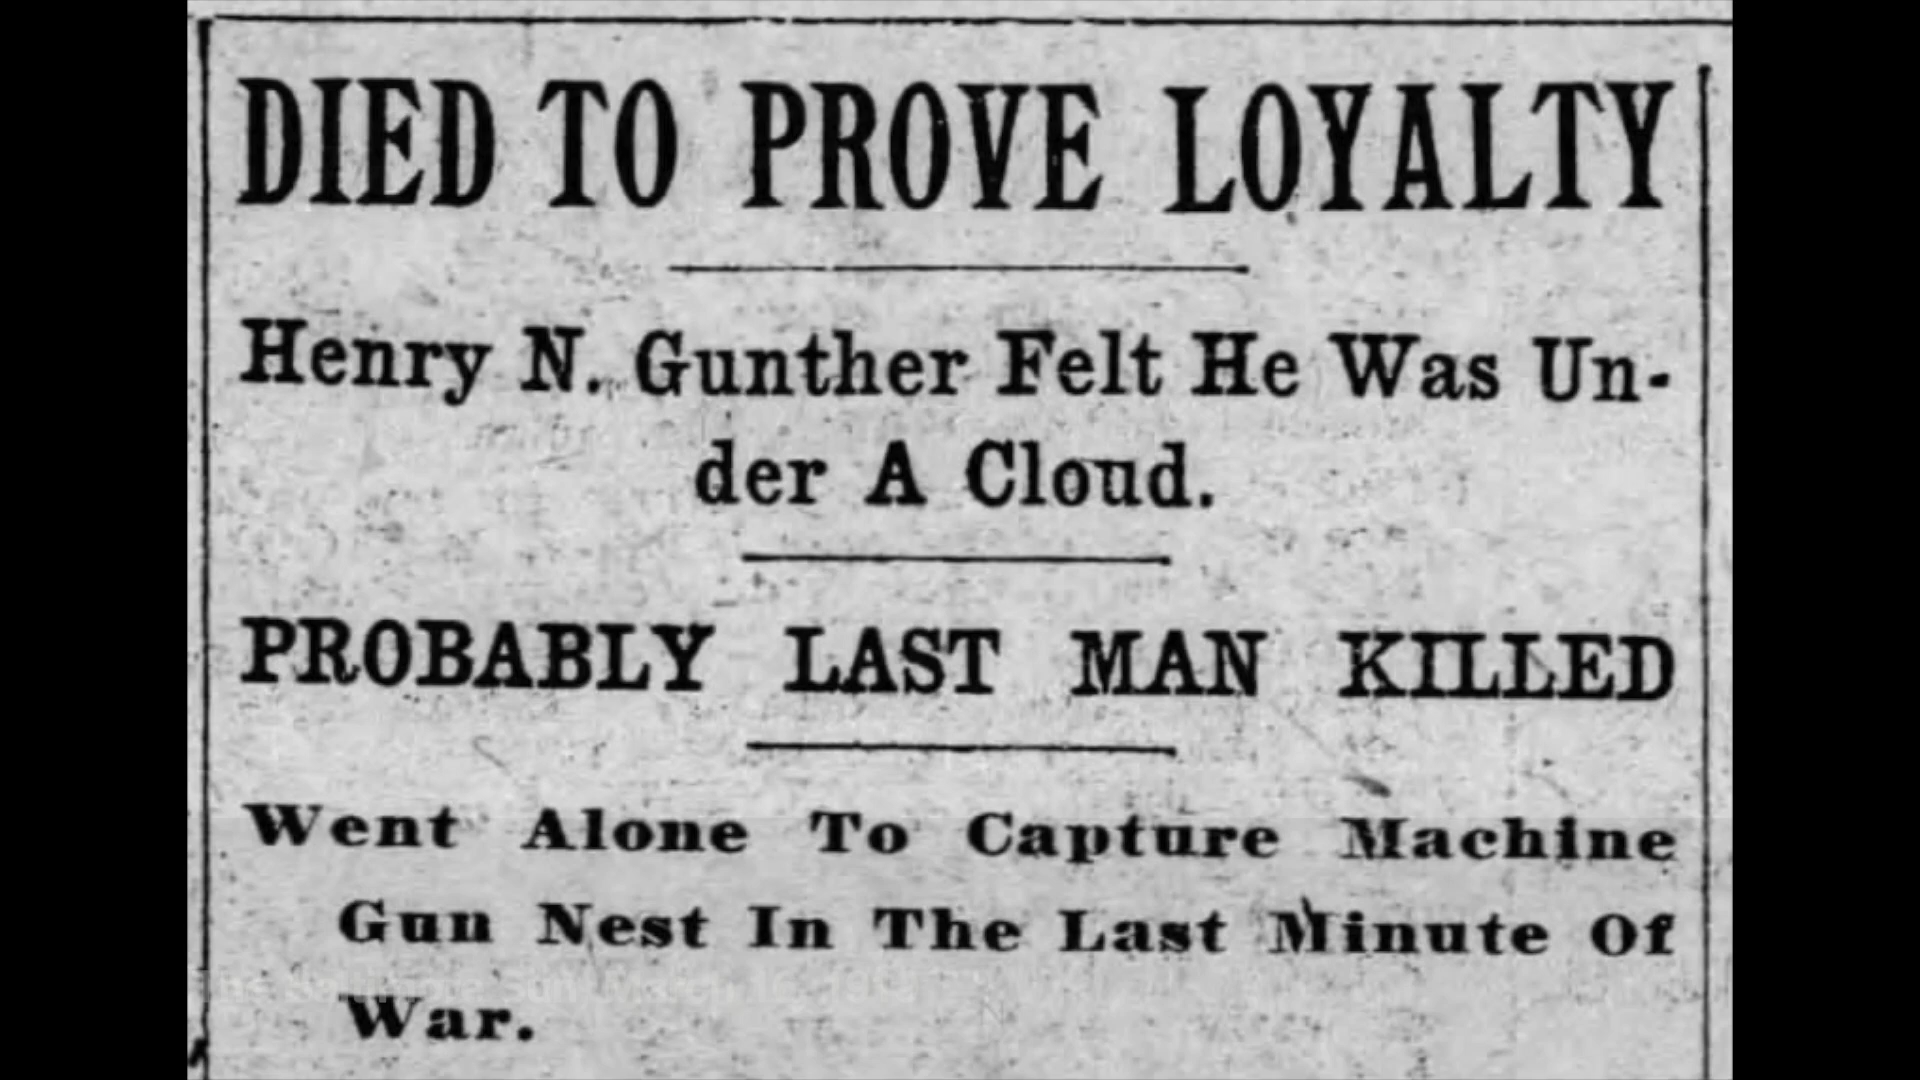 DIED TO PROVE LOYALTY
Henry N. Gunther Felt He Was Un-
der A Cloud.
PROBABLY LAST MAN KILLED
Went Alone To Capture Machine
Gun Nest In The Last Minute Of
War.